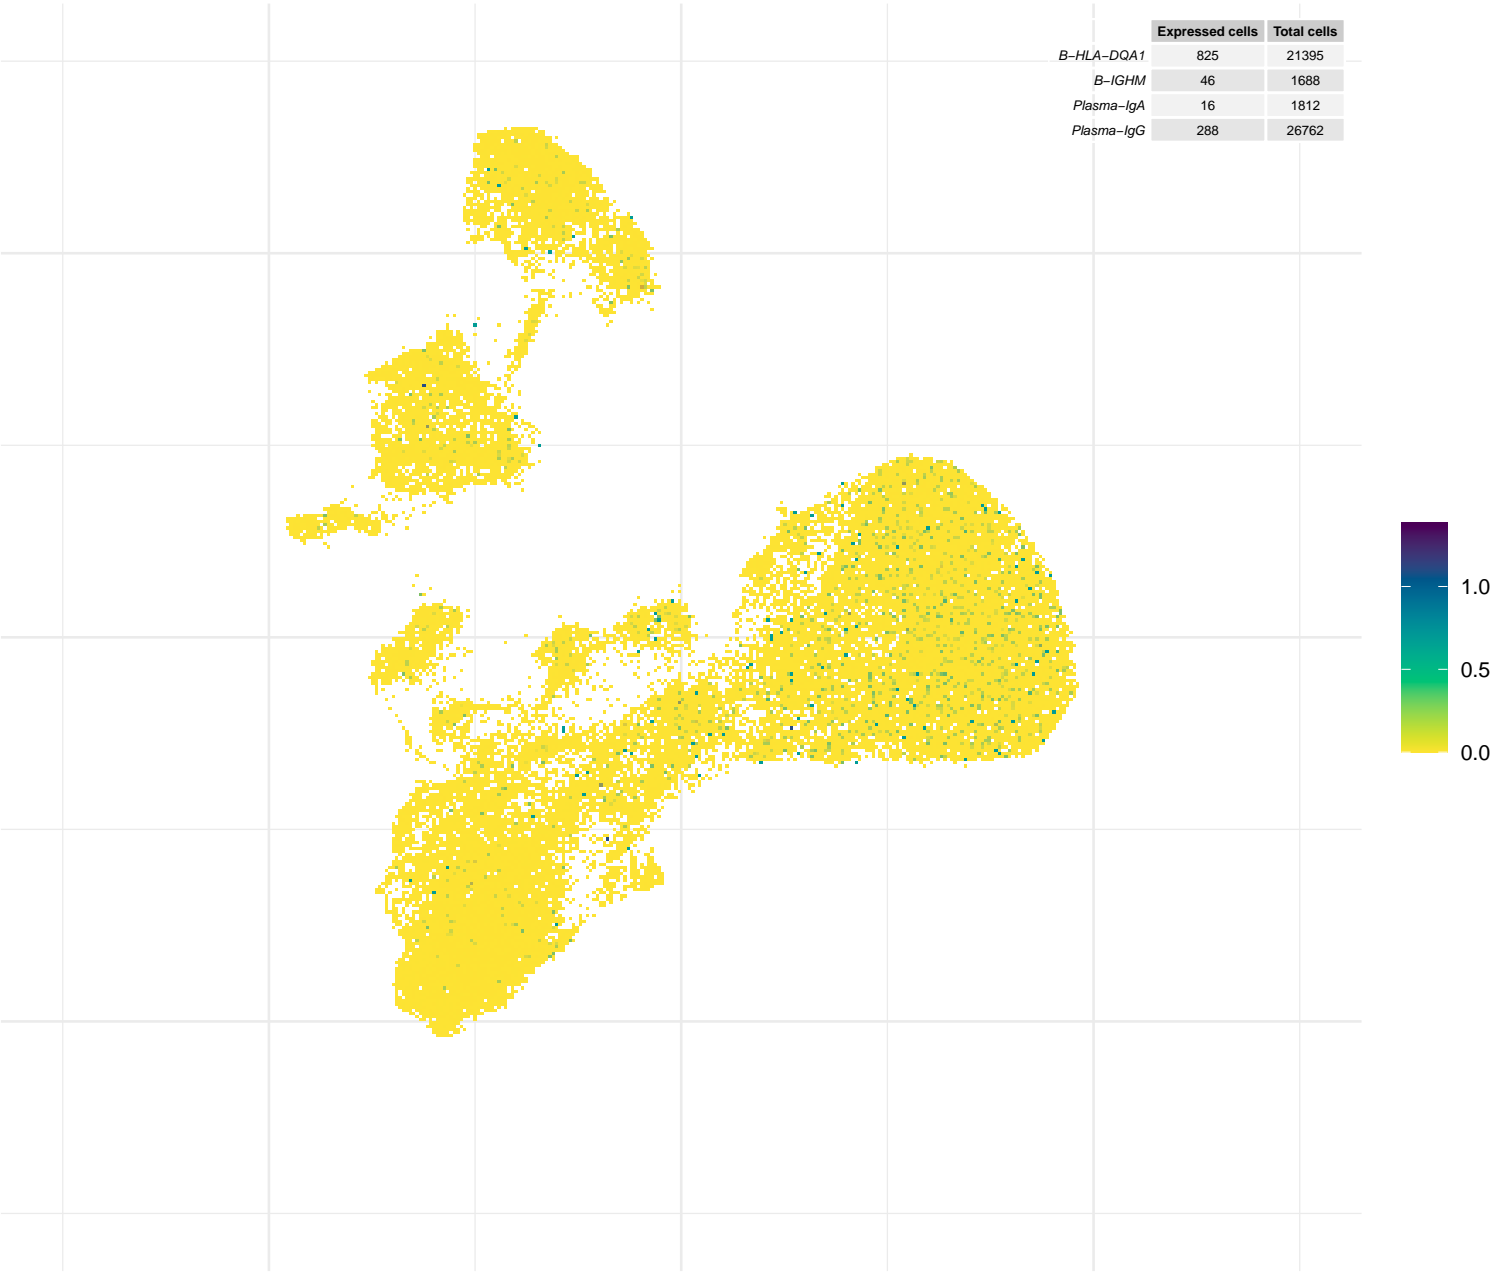 Expressed cells Total cells
B−HLA−DQA1 825 21395
B−IGHM 46 1688
Plasma−IgA 16 1812
Plasma−IgG 288 26762
1.0
0.5
0.0